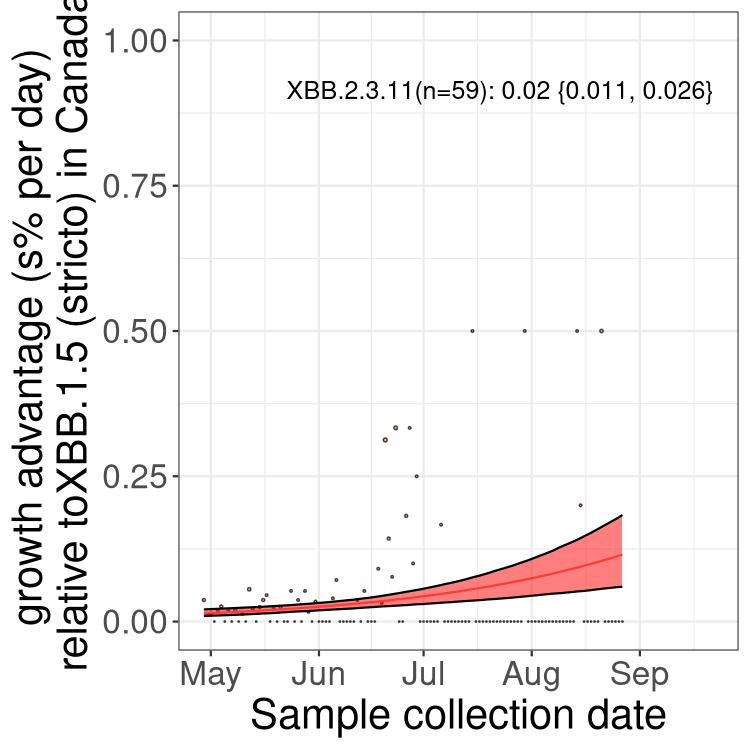 growth advantage (s% per day)
relative toXBB.1.5 (stricto) in Canada
1.00
0.75
0.50
0.25
0.00
XBB.2.3.11(n=59): 0.02 {0.011, 0.026}
May Jun Jul Aug Sep
Sample collection date